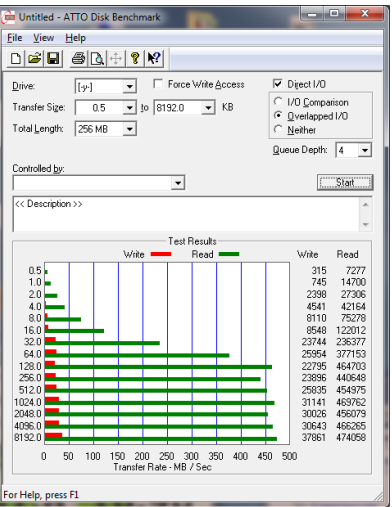 Untitled - ATTO Disk Benchmark
File View Help
Drive: [-y-] Force Write Access Direct I/O
Transfer Size: 0.5 to 8192.0 KB I/O Comparison
Total Length: 256 MB Overlapped I/O
Neither
Queue Depth: 4
Controlled by:
Start
<< Description >>
Test Results
Write Read Write Read
0.5 315 7277
1.0 745 14700
2.0 2398 27306
4.0 4541 42164
8.0 8110 75278
16.0 8548 122012
32.0 23744 236377
64.0 25954 377153
128.0 22795 464703
256.0 23896 440648
512.0 25835 454975
1024.0 31141 469762
2048.0 30026 456079
4096.0 30643 466265
8192.0 37861 474058
0 50 100 150 200 250 300 350 400 450 500
Transfer Rate - MB / Sec
For Help, press F1